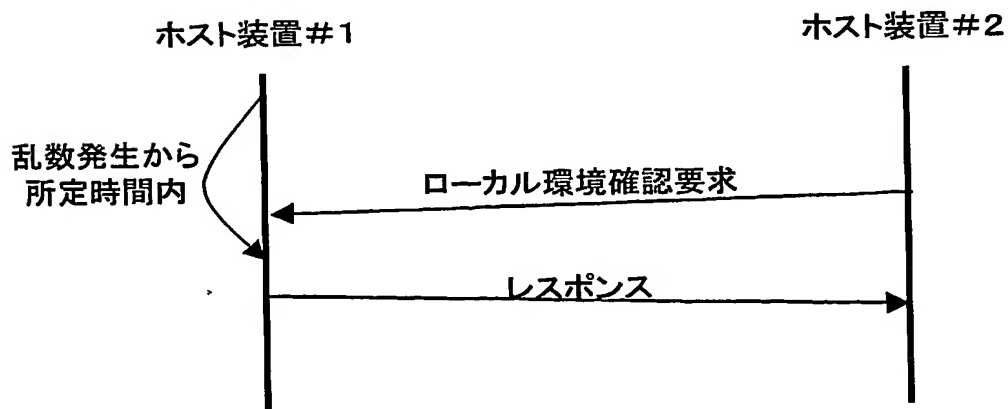 ホスト装置#1
ホスト装置#2
乱数発生から
所定時間内
ローカル環境確認要求
レスポンス